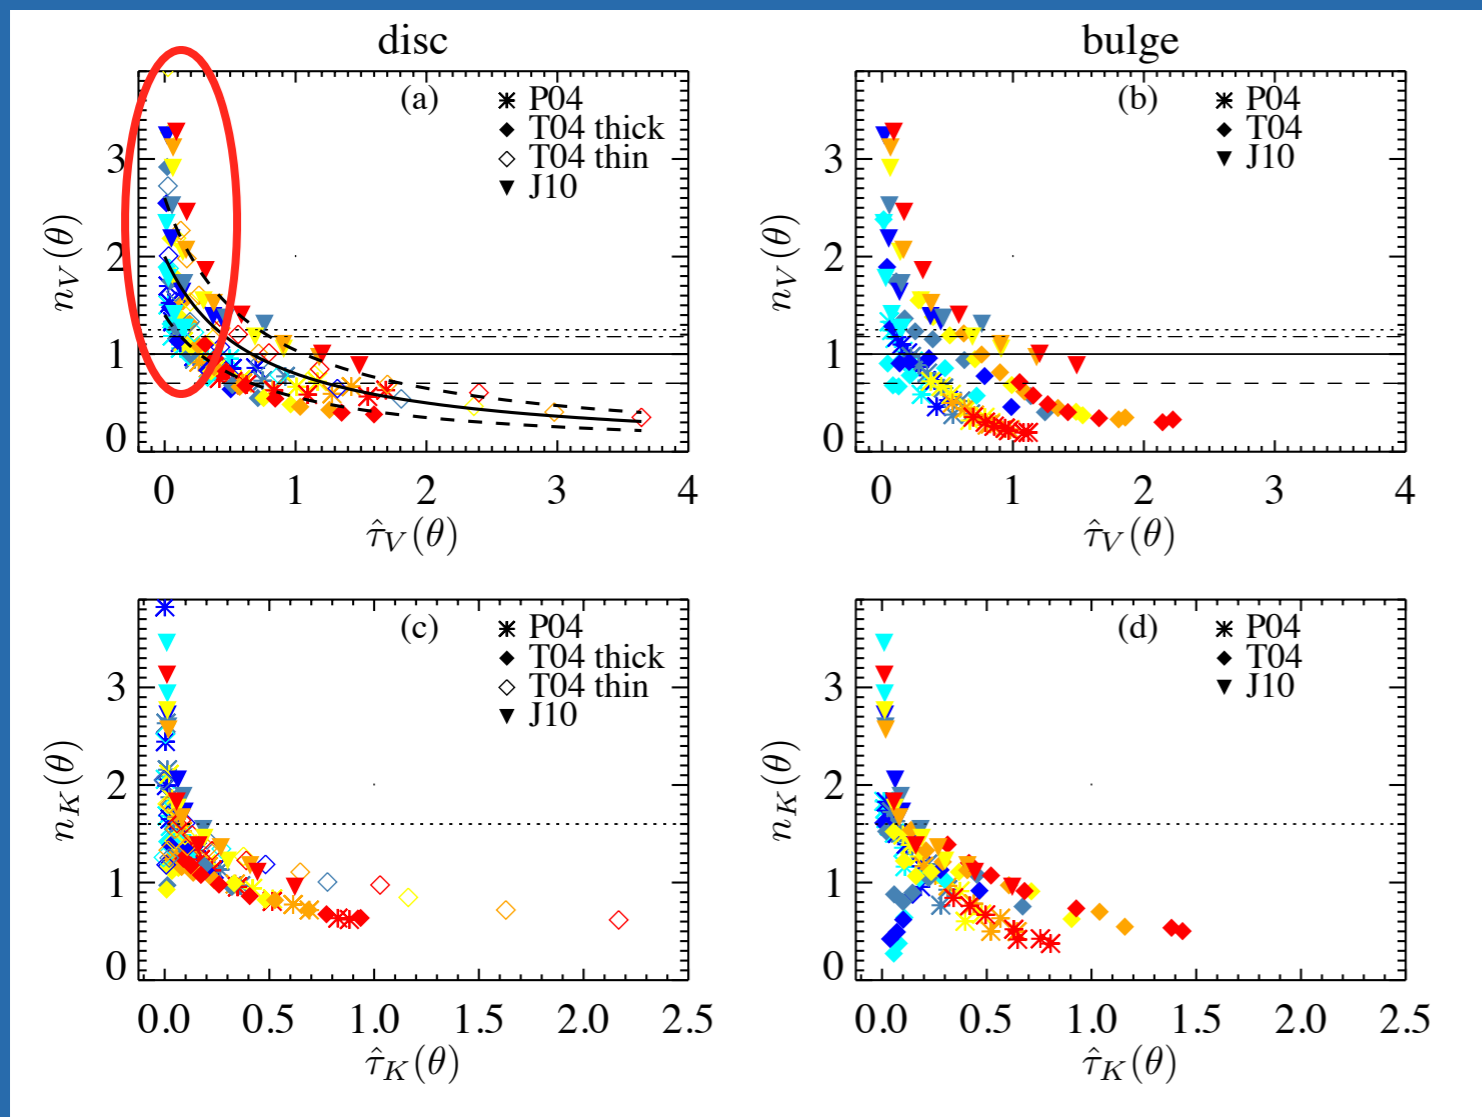 disc
bulge
(a)
P04
T04 thick
T04 thin
J10
3
2
1
0
n_V(θ)
0 1 2 3 4
τ̂_V(θ)
(b)
P04
T04
J10
3
2
1
0
n_V(θ)
0 1 2 3 4
τ̂_V(θ)
(c)
P04
T04 thick
T04 thin
J10
3
2
1
0
n_K(θ)
0.0 0.5 1.0 1.5 2.0 2.5
τ̂_K(θ)
(d)
P04
T04
J10
3
2
1
0
n_K(θ)
0.0 0.5 1.0 1.5 2.0 2.5
τ̂_K(θ)